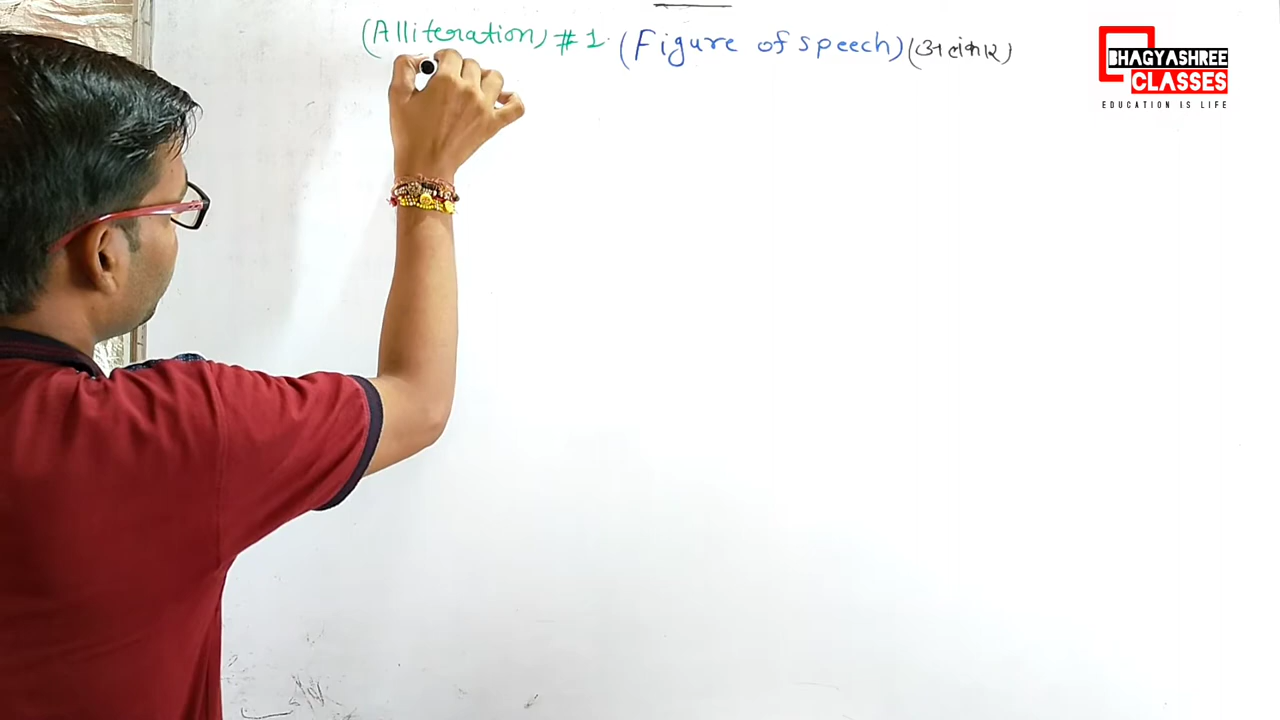 (Alliteration) # 1. (Figure of speech) (अलंकार)
BHAGYASHREE
CLASSES
EDUCATION IS LIFE